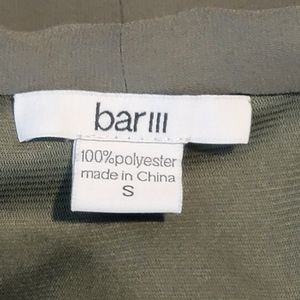 bar III
100% polyester
made in China
S